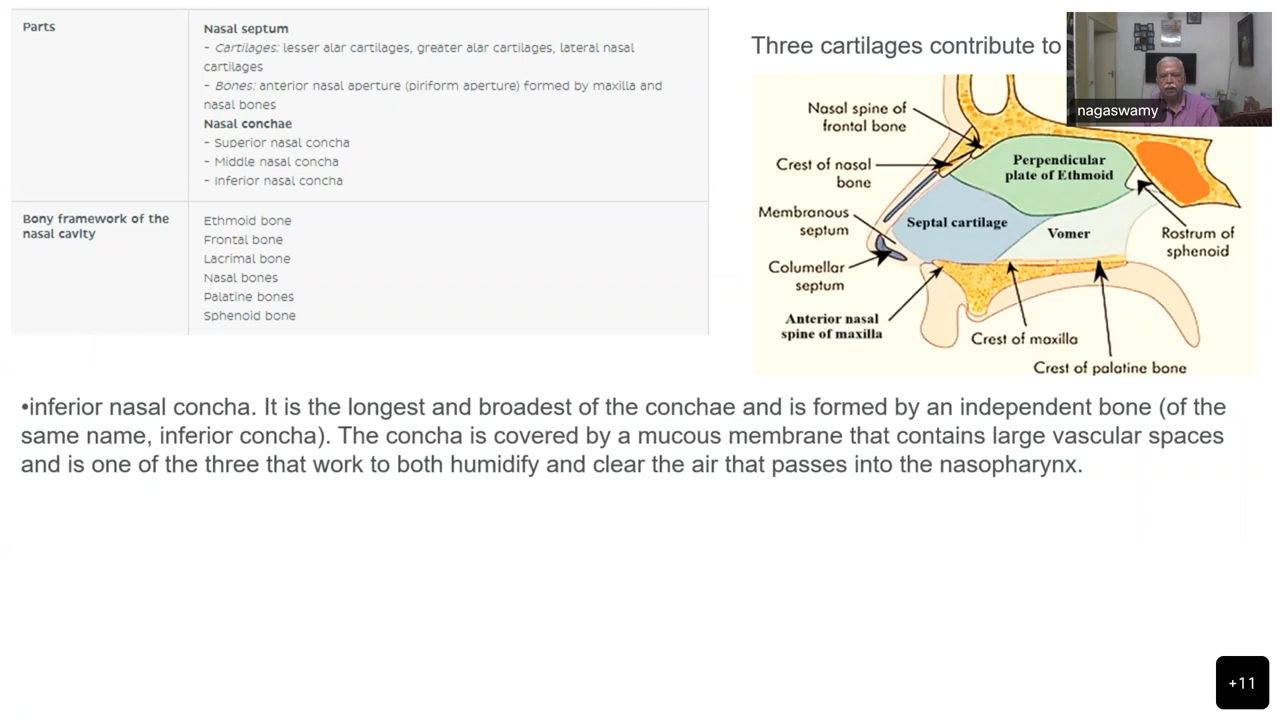 Parts
Nasal septum
- Cartilages: lesser alar cartilages, greater alar cartilages, lateral nasal
cartilages
- Bones: anterior nasal aperture (piriform aperture) formed by maxilla and
nasal bones
Nasal conchae
- Superior nasal concha
- Middle nasal concha
- Inferior nasal concha
Bony framework of the
nasal cavity
Ethmoid bone
Frontal bone
Lacrimal bone
Nasal bones
Palatine bones
Sphenoid bone
Three cartilages contribute to
nagaswamy
Nasal spine of
frontal bone
Crest of nasal
bone
Membranous
septum
Columellar
septum
Anterior nasal
spine of maxilla
Perpendicular
plate of Ethmoid
Septal cartilage
Vomer
Rostrum of
sphenoid
Crest of maxilla
Crest of palatine bone
•inferior nasal concha. It is the longest and broadest of the conchae and is formed by an independent bone (of the
same name, inferior concha). The concha is covered by a mucous membrane that contains large vascular spaces
and is one of the three that work to both humidify and clear the air that passes into the nasopharynx.
+11